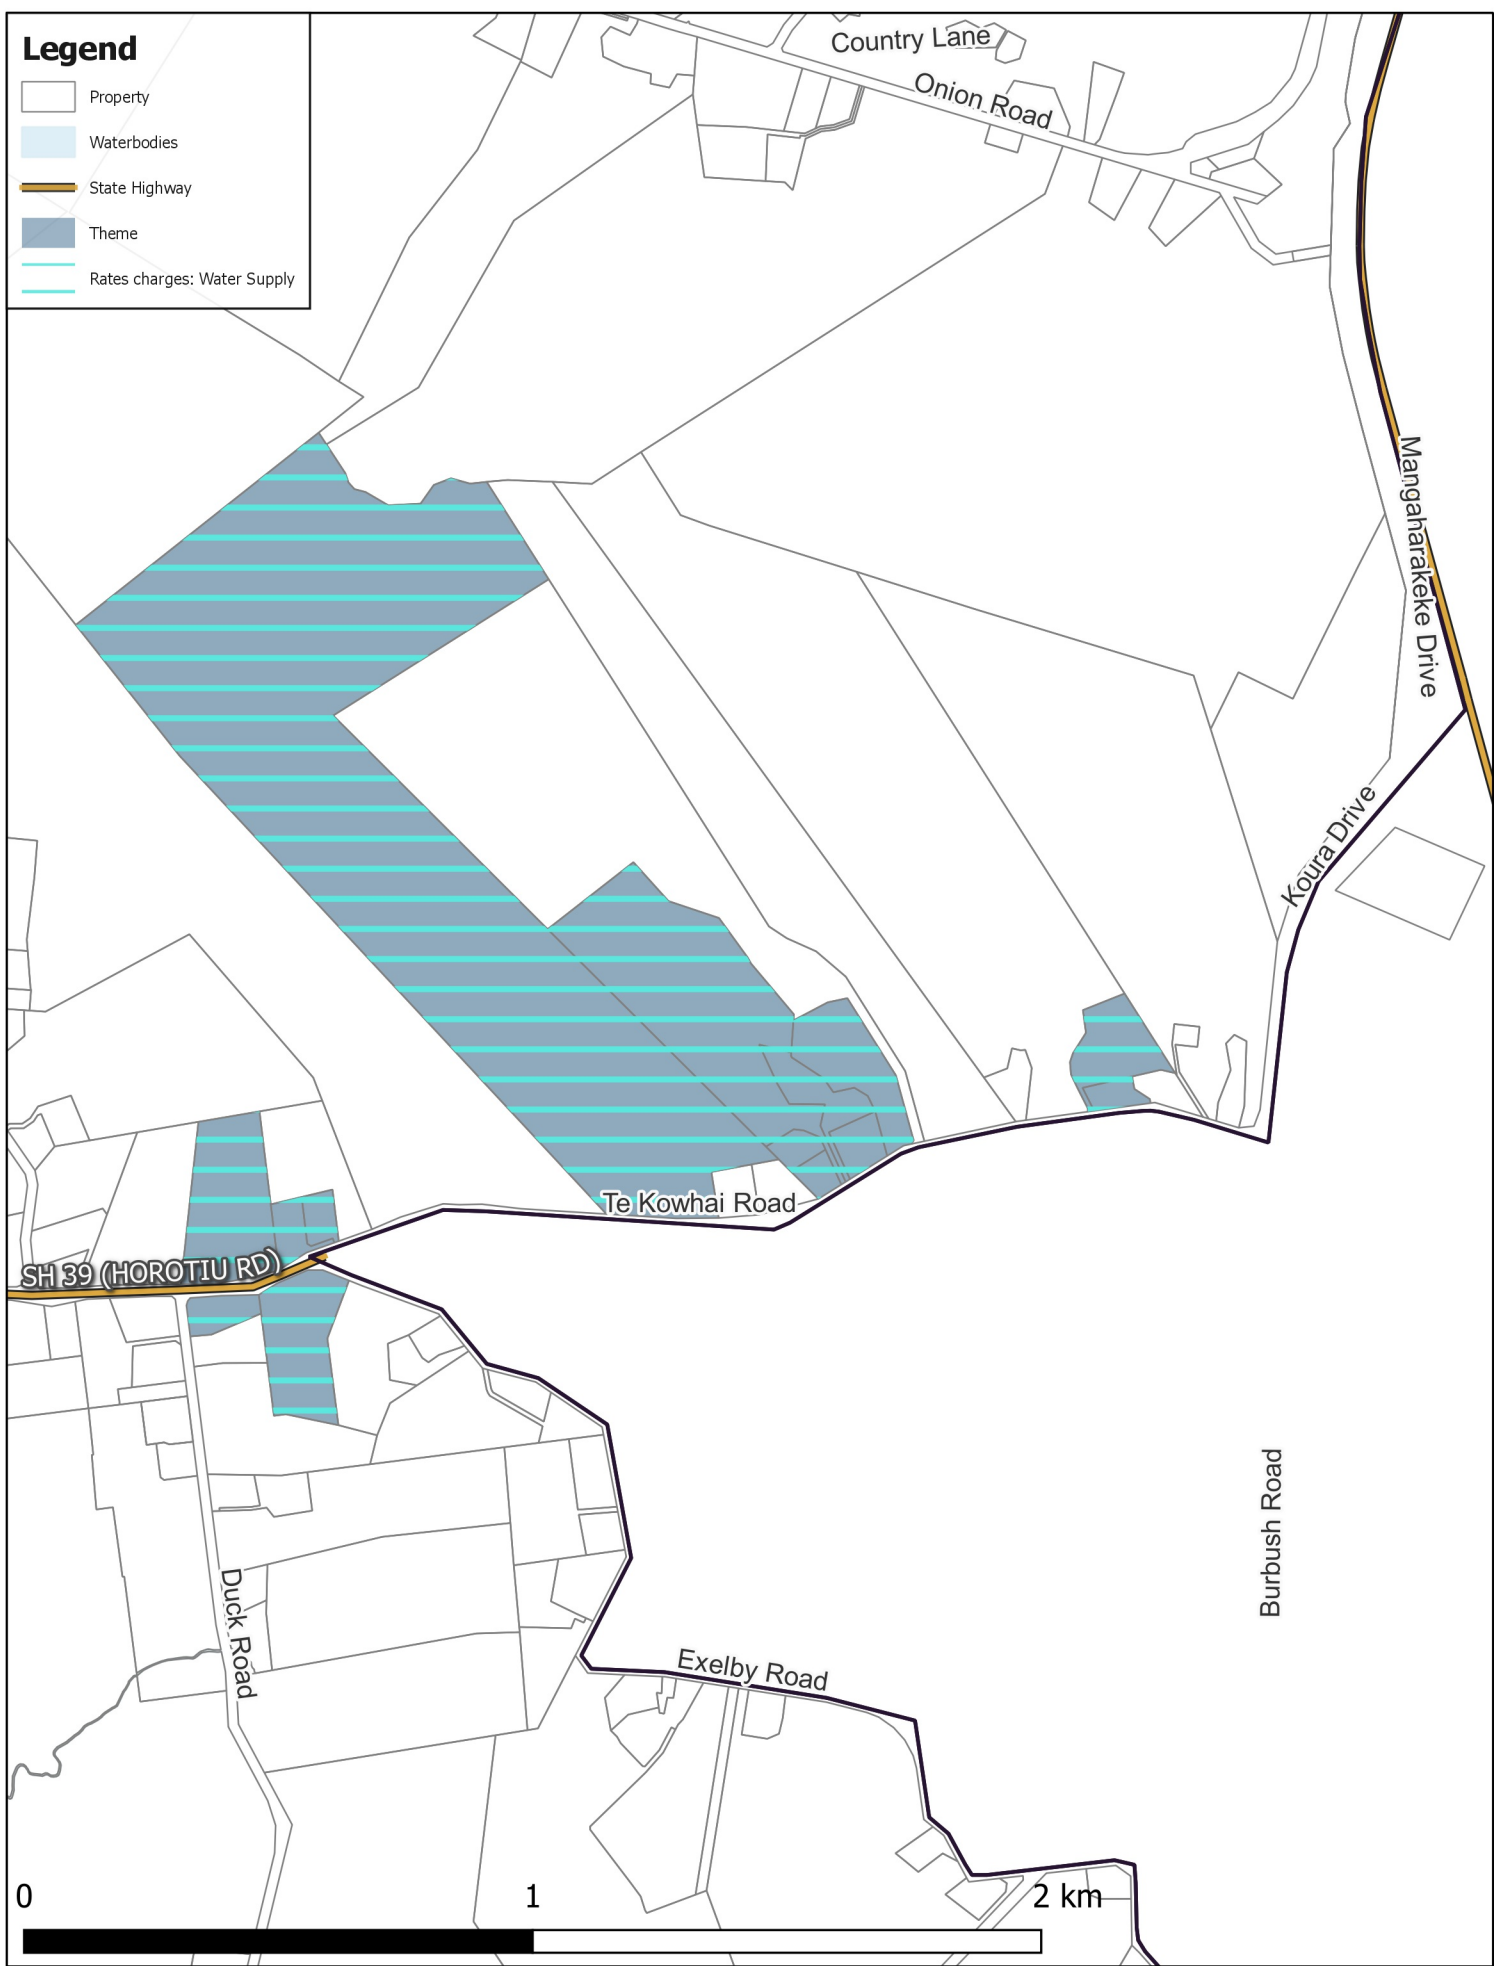 Legend
Property
Waterbodies
State Highway
Theme
Rates charges: Water Supply
Country Lane
Onion Road
Mangaharakeke Drive
Koura Drive
Te Kowhai Road
SH 39 (HOROTIU RD)
Burbush Road
Duck Road
Exelby Road
0 1 2 km